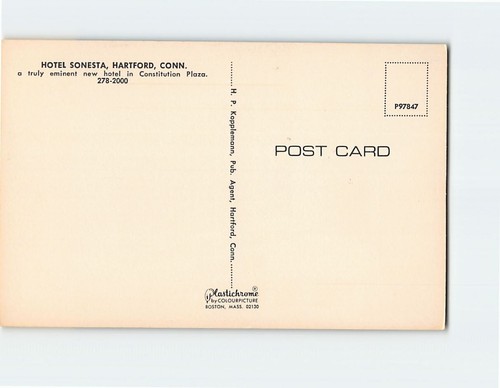 HOTEL SONESTA, HARTFORD, CONN.
a truly eminent new hotel in Constitution Plaza.
278-2000
H. P. Kopplemann, Pub. Agent, Hartford, Conn.
P97847
POST CARD
Plastichrome ®
by COLOURPICTURE
BOSTON, MASS. 02130